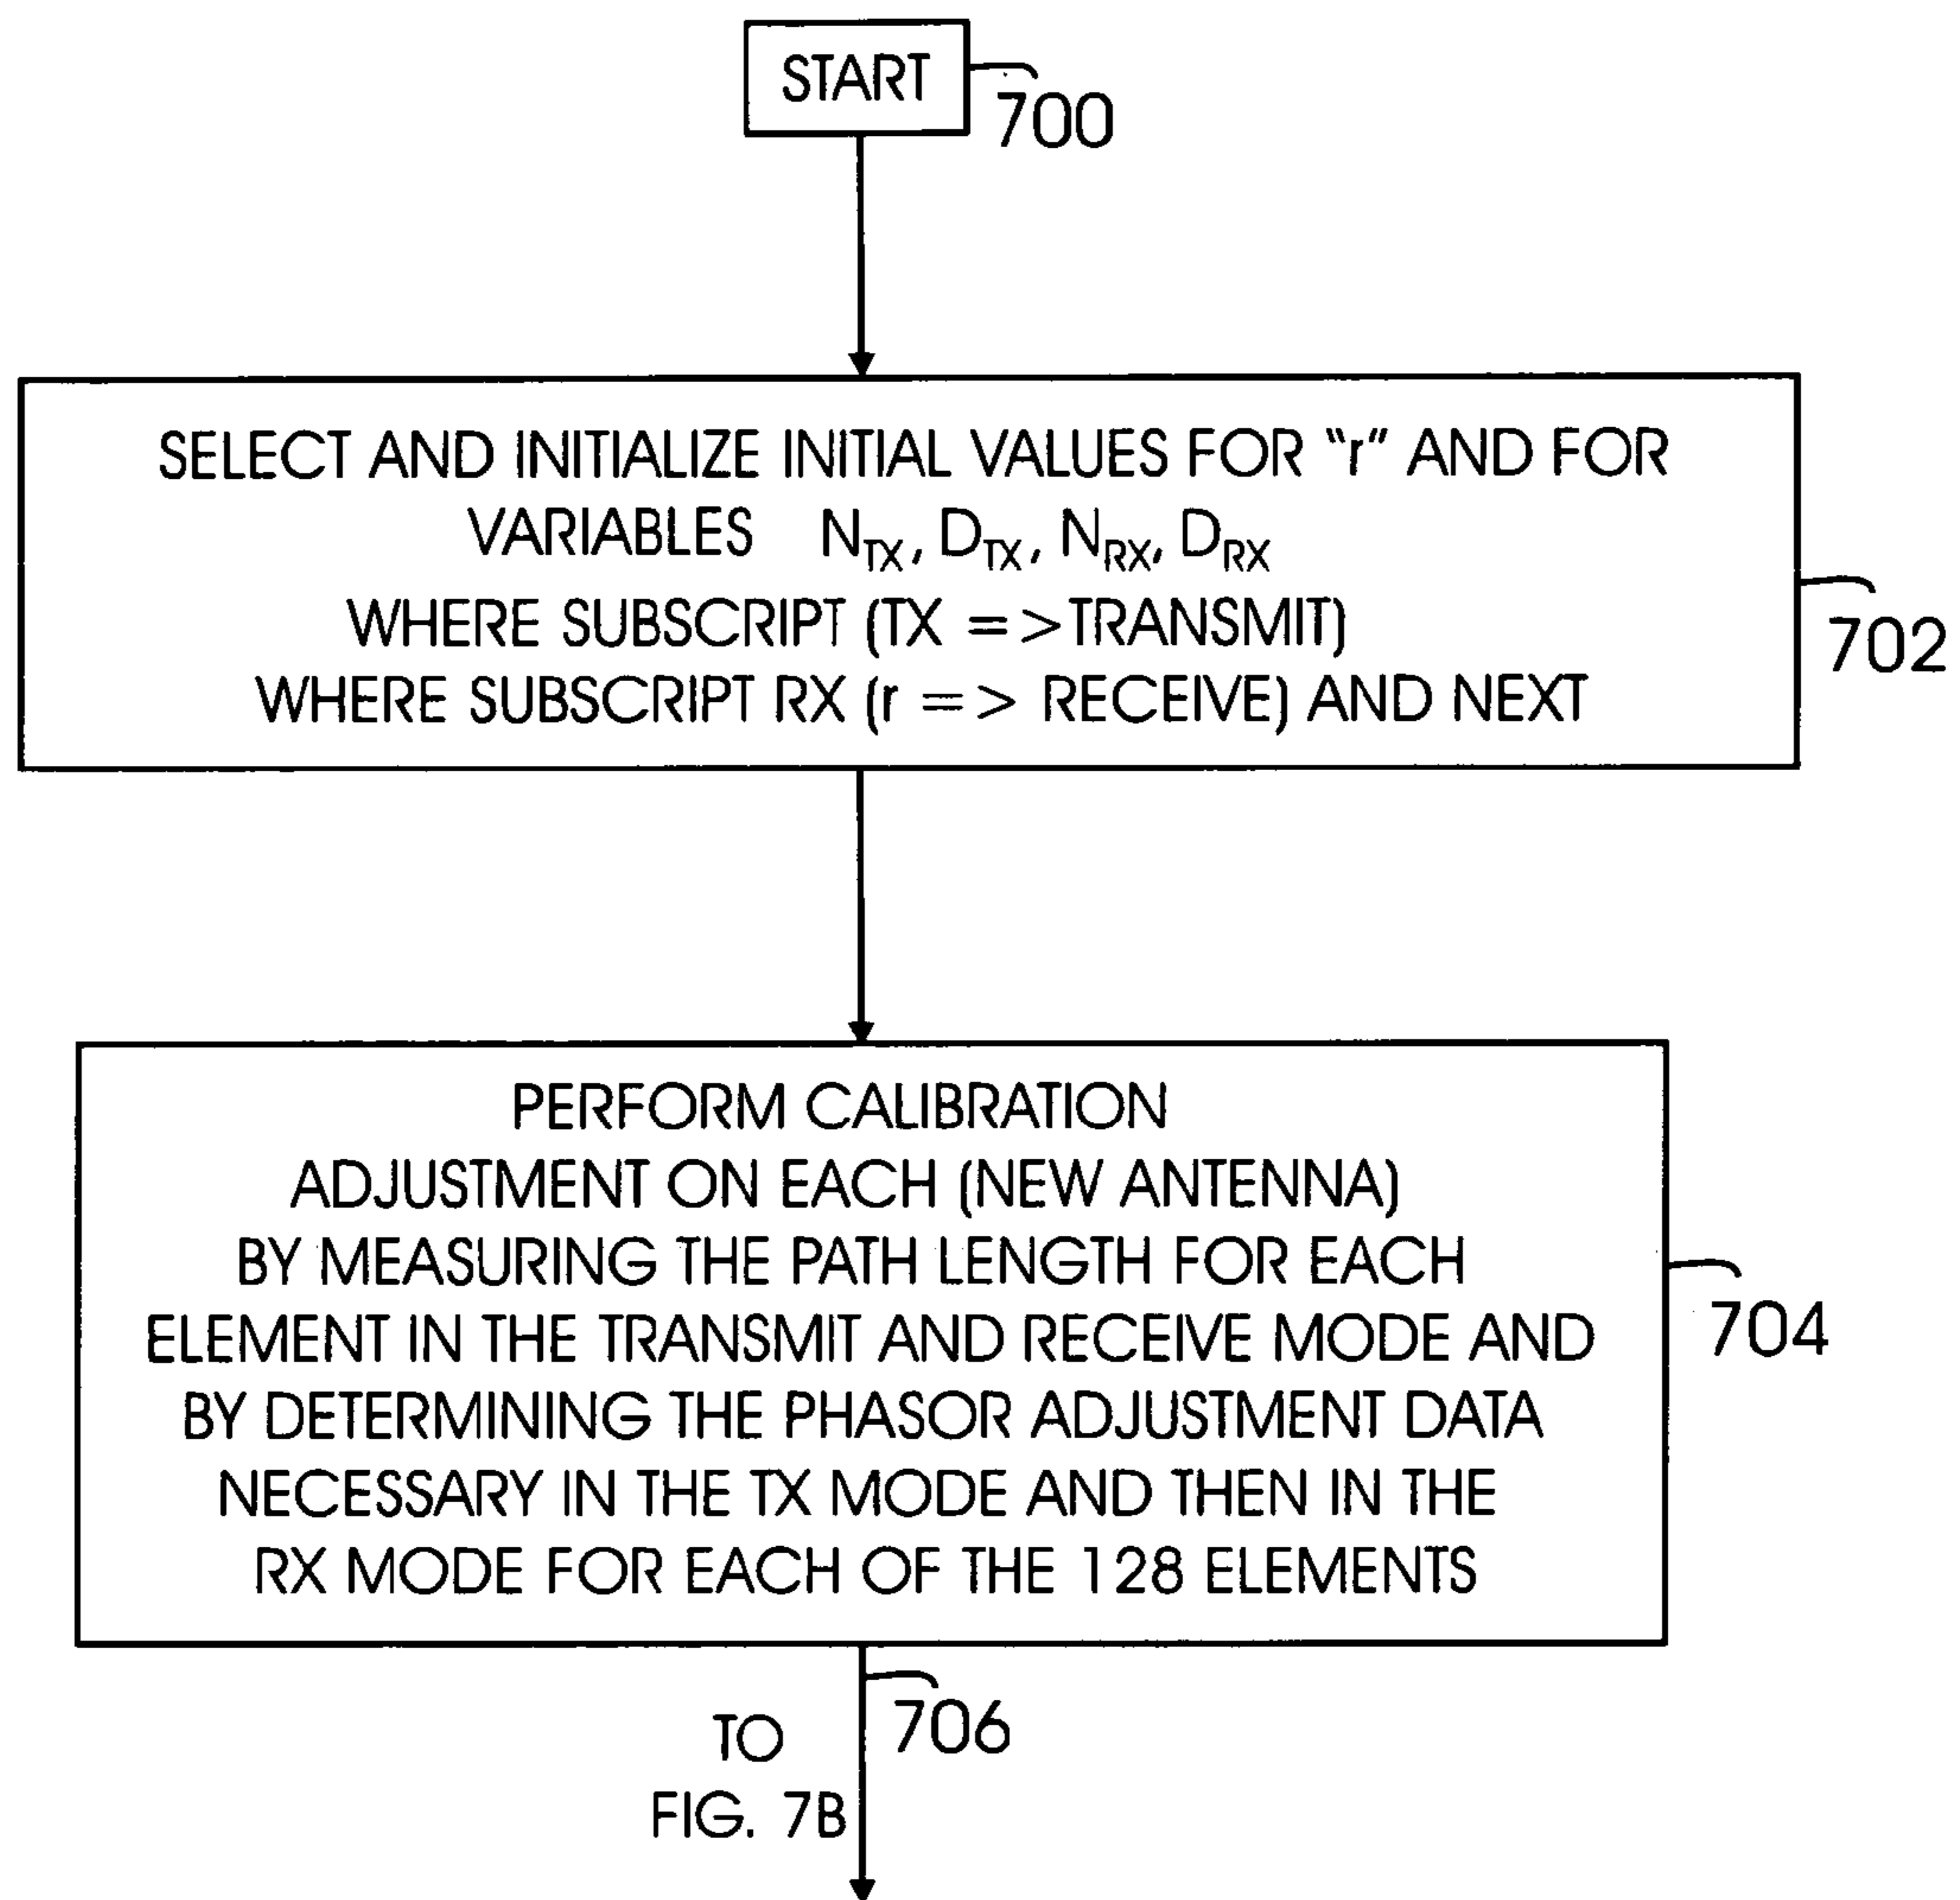 START
700
SELECT AND INITIALIZE INITIAL VALUES FOR "r" AND FOR
VARIABLES N_TX, D_TX, N_RX, D_RX
WHERE SUBSCRIPT (TX = >TRANSMIT)
WHERE SUBSCRIPT RX (r = > RECEIVE) AND NEXT
702
PERFORM CALIBRATION
ADJUSTMENT ON EACH (NEW ANTENNA)
BY MEASURING THE PATH LENGTH FOR EACH
ELEMENT IN THE TRANSMIT AND RECEIVE MODE AND
BY DETERMINING THE PHASOR ADJUSTMENT DATA
NECESSARY IN THE TX MODE AND THEN IN THE
RX MODE FOR EACH OF THE 128 ELEMENTS
704
706
TO
FIG. 7B